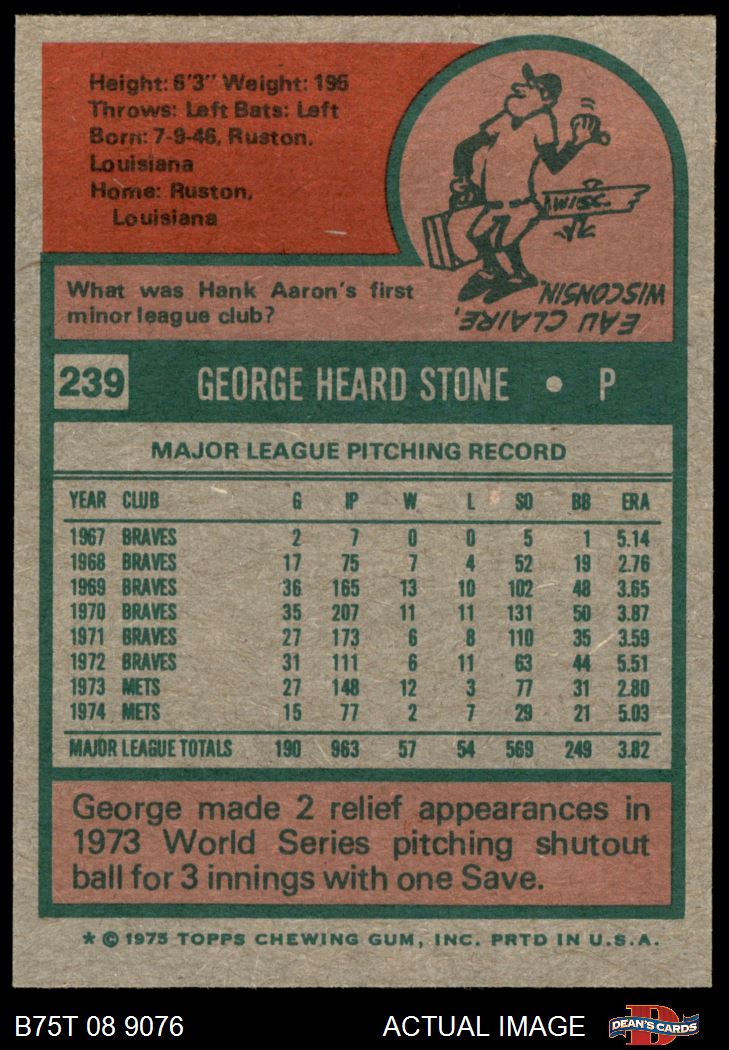 Height: 6'3" Weight: 195
Throws: Left Bats: Left
Born: 7-9-46, Ruston,
Louisiana
Home: Ruston,
Louisiana
WISC.
What was Hank Aaron's first
minor league club?
EAU CLAIRE,
WISCONSIN.
239 GEORGE HEARD STONE • P
MAJOR LEAGUE PITCHING RECORD
YEAR CLUB G IP W L SO BB ERA
1967 BRAVES 2 7 0 0 5 1 5.14
1968 BRAVES 17 75 7 4 52 19 2.76
1969 BRAVES 36 165 13 10 102 48 3.65
1970 BRAVES 35 207 11 11 131 50 3.87
1971 BRAVES 27 173 6 8 110 35 3.59
1972 BRAVES 31 111 6 11 63 44 5.51
1973 METS 27 148 12 3 77 31 2.80
1974 METS 15 77 2 7 29 21 5.03
MAJOR LEAGUE TOTALS 190 963 57 54 569 249 3.82
George made 2 relief appearances in
1973 World Series pitching shutout
ball for 3 innings with one Save.
* © 1975 TOPPS CHEWING GUM, INC. PRTD IN U.S.A.
B75T 08 9076 ACTUAL IMAGE D DEAN'S CARDS